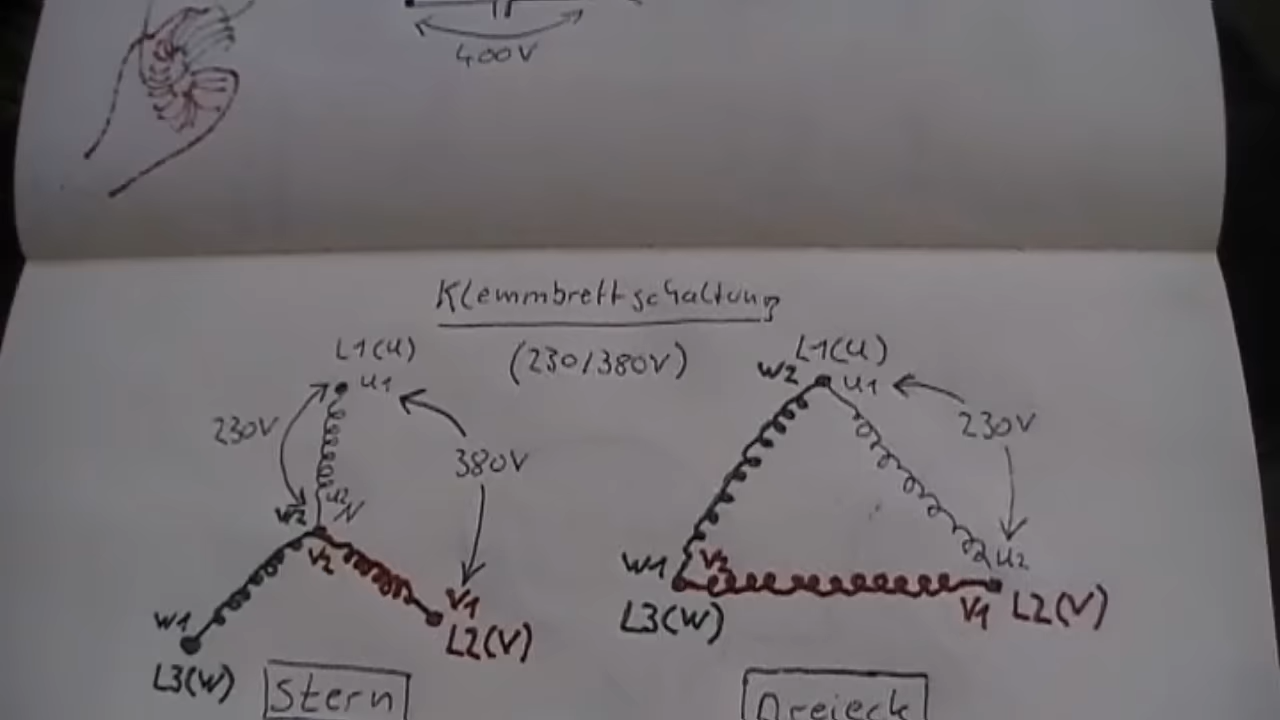 400V
Klemmbrettschaltung
(230/380V)
L1(U)
U1
230V
380V
W2
U2
N
V2
W1
L3(W)
V1
L2(V)
Stern
L1(U)
W2
U1
230V
W1
V2
L3(W)
U2
V1
L2(V)
Dreieck